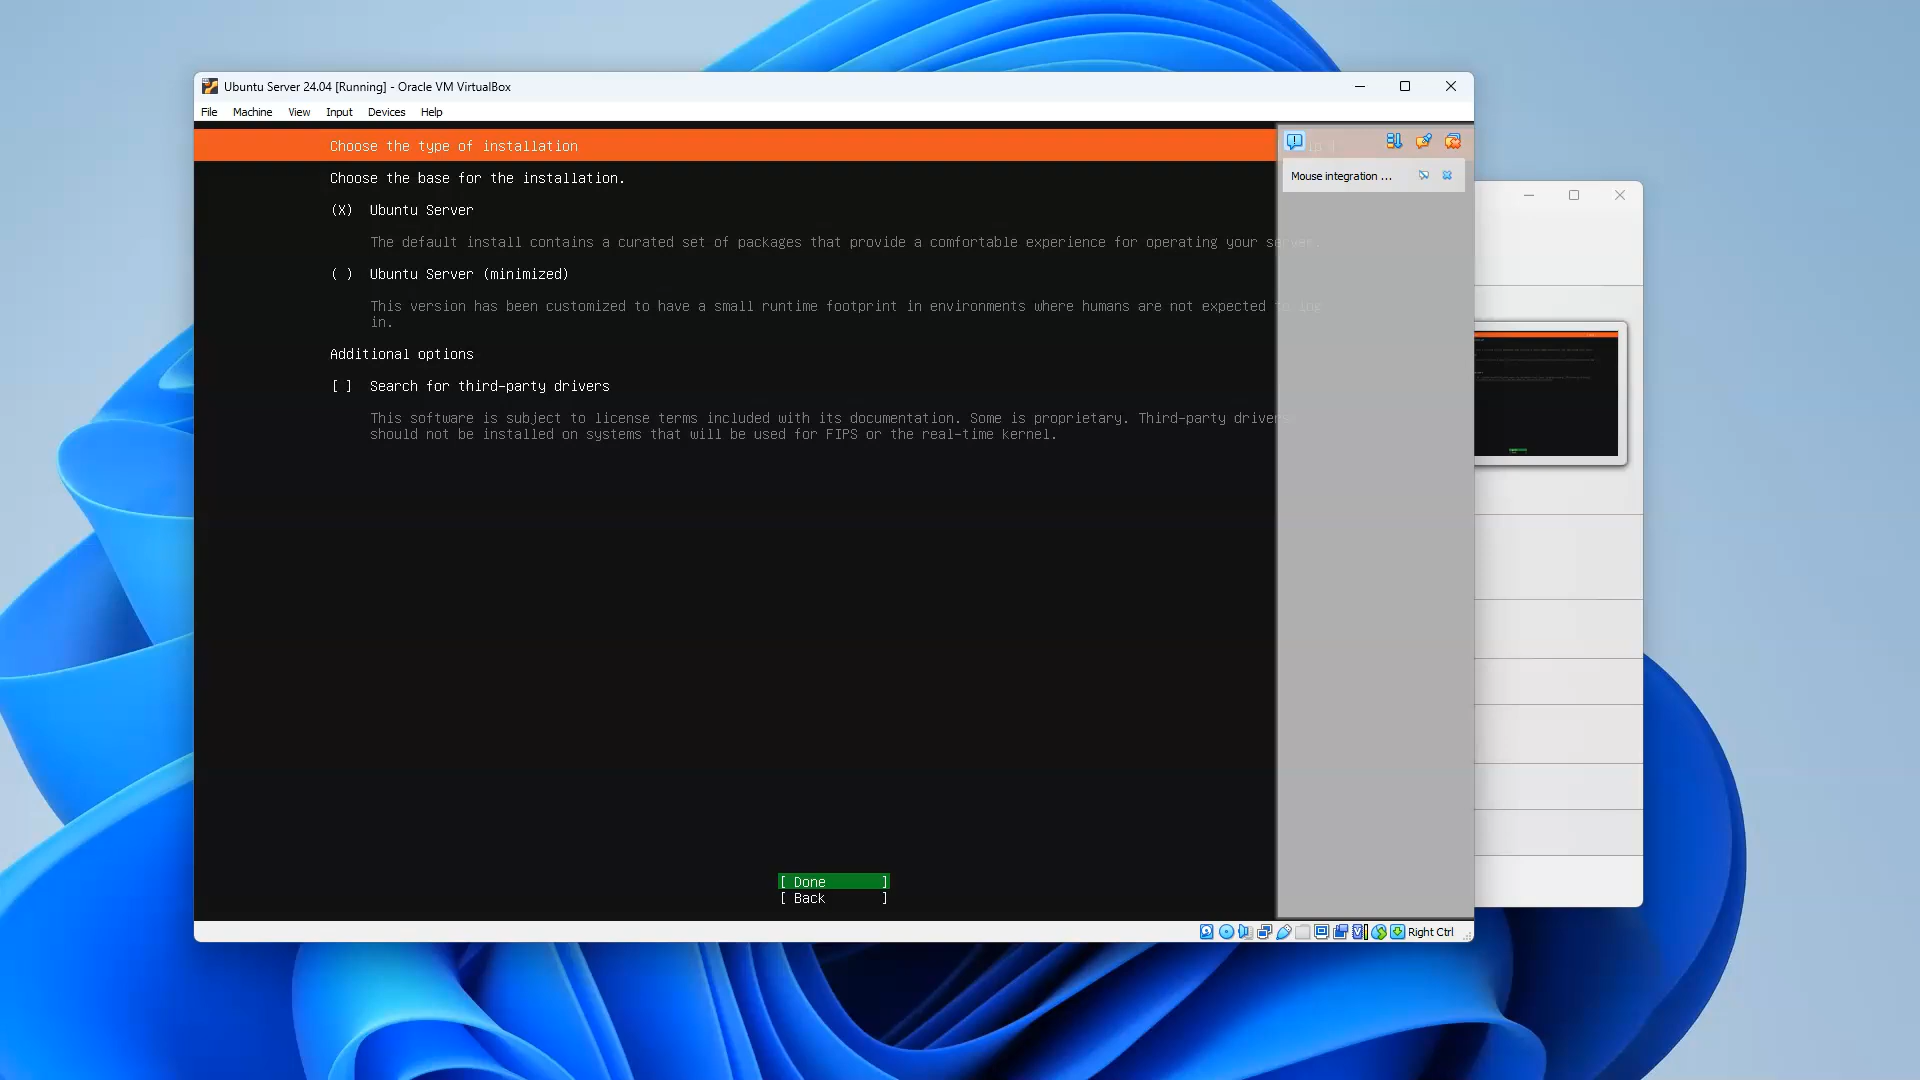 Ubuntu Server 24.04 [Running] - Oracle VM VirtualBox
File Machine View Input Devices Help
Choose the type of installation
Choose the base for the installation.
(X) Ubuntu Server
The default install contains a curated set of packages that provide a comfortable experience for operating your server.
( ) Ubuntu Server (minimized)
This version has been customized to have a small runtime footprint in environments where humans are not expected to log
in.
Additional options
[ ] Search for third-party drivers
This software is subject to license terms included with its documentation. Some is proprietary. Third-party drivers
should not be installed on systems that will be used for FIPS or the real-time kernel.
[ Done ]
[ Back ]
Mouse integration ...
Right Ctrl